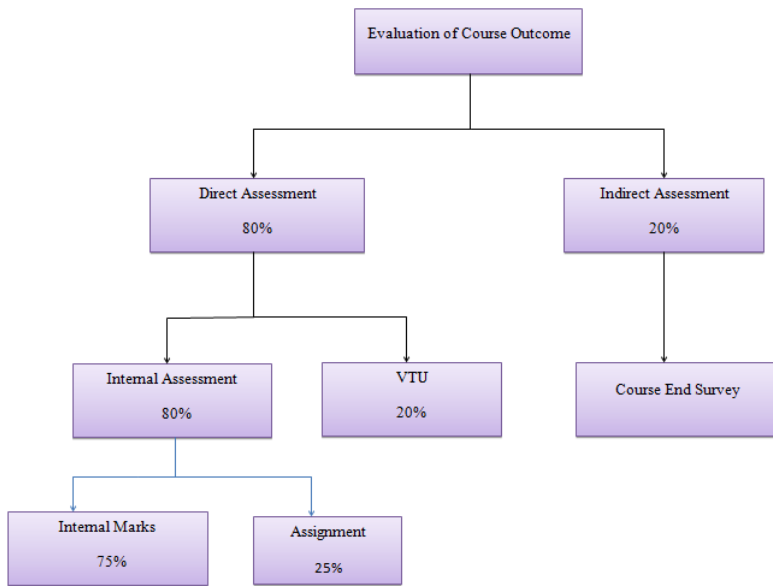 Evaluation of Course Outcome
Direct Assessment
80%
Indirect Assessment
20%
Internal Assessment
80%
VTU
20%
Course End Survey
Internal Marks
75%
Assignment
25%